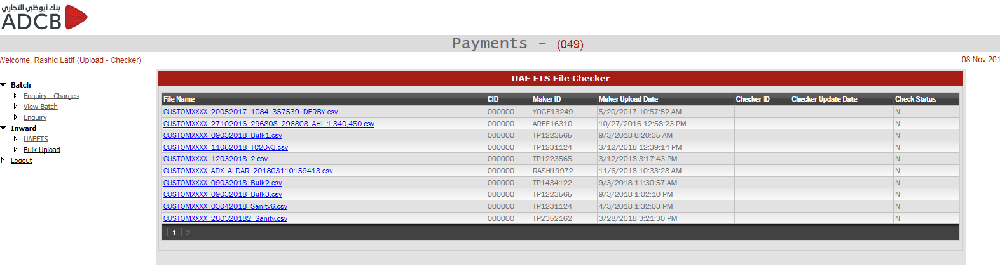 بنك أبوظبي التجاري
ADCB
Payments - (049)
Welcome, Rashid Latif (Upload - Checker)
08 Nov 201
Batch
Enquiry - Charges
View Batch
Enquiry
Inward
UAEFTS
Bulk Upload
Logout
UAE FTS File Checker
File Name CID Maker ID Maker Upload Date Checker ID Checker Update Date Check Status
CUSTOMXXXX_20052017_1084_357539_DERBY.csv 000000 YOGE13249 5/20/2017 10:57:52 AM N
CUSTOMXXXX_27102016_296808_296808_AHI_1,340,450.csv 000000 AREE16310 10/27/2016 12:58:23 PM N
CUSTOMXXXX_09032018_Bulk1.csv 000000 TP1223565 9/3/2018 8:20:35 AM N
CUSTOMXXXX_11052018_TC20v3.csv 000000 TP1231124 3/12/2018 12:39:14 PM N
CUSTOMXXXX_12032018_2.csv 000000 TP1223565 3/12/2018 3:17:43 PM N
CUSTOMXXXX_ADX_ALDAR_201803110159413.csv 000000 RASH19972 11/6/2018 10:33:28 AM N
CUSTOMXXXX_09032018_Bulk2.csv 000000 TP1434122 9/3/2018 11:30:57 AM N
CUSTOMXXXX_09032018_Bulk3.csv 000000 TP1223565 9/3/2018 1:02:10 PM N
CUSTOMXXXX_03042018_Sanity6.csv 000000 TP1231124 4/3/2018 1:32:03 PM N
CUSTOMXXXX_280320182_Sanity.csv 000000 TP2352162 3/28/2018 3:21:30 PM N
1 2